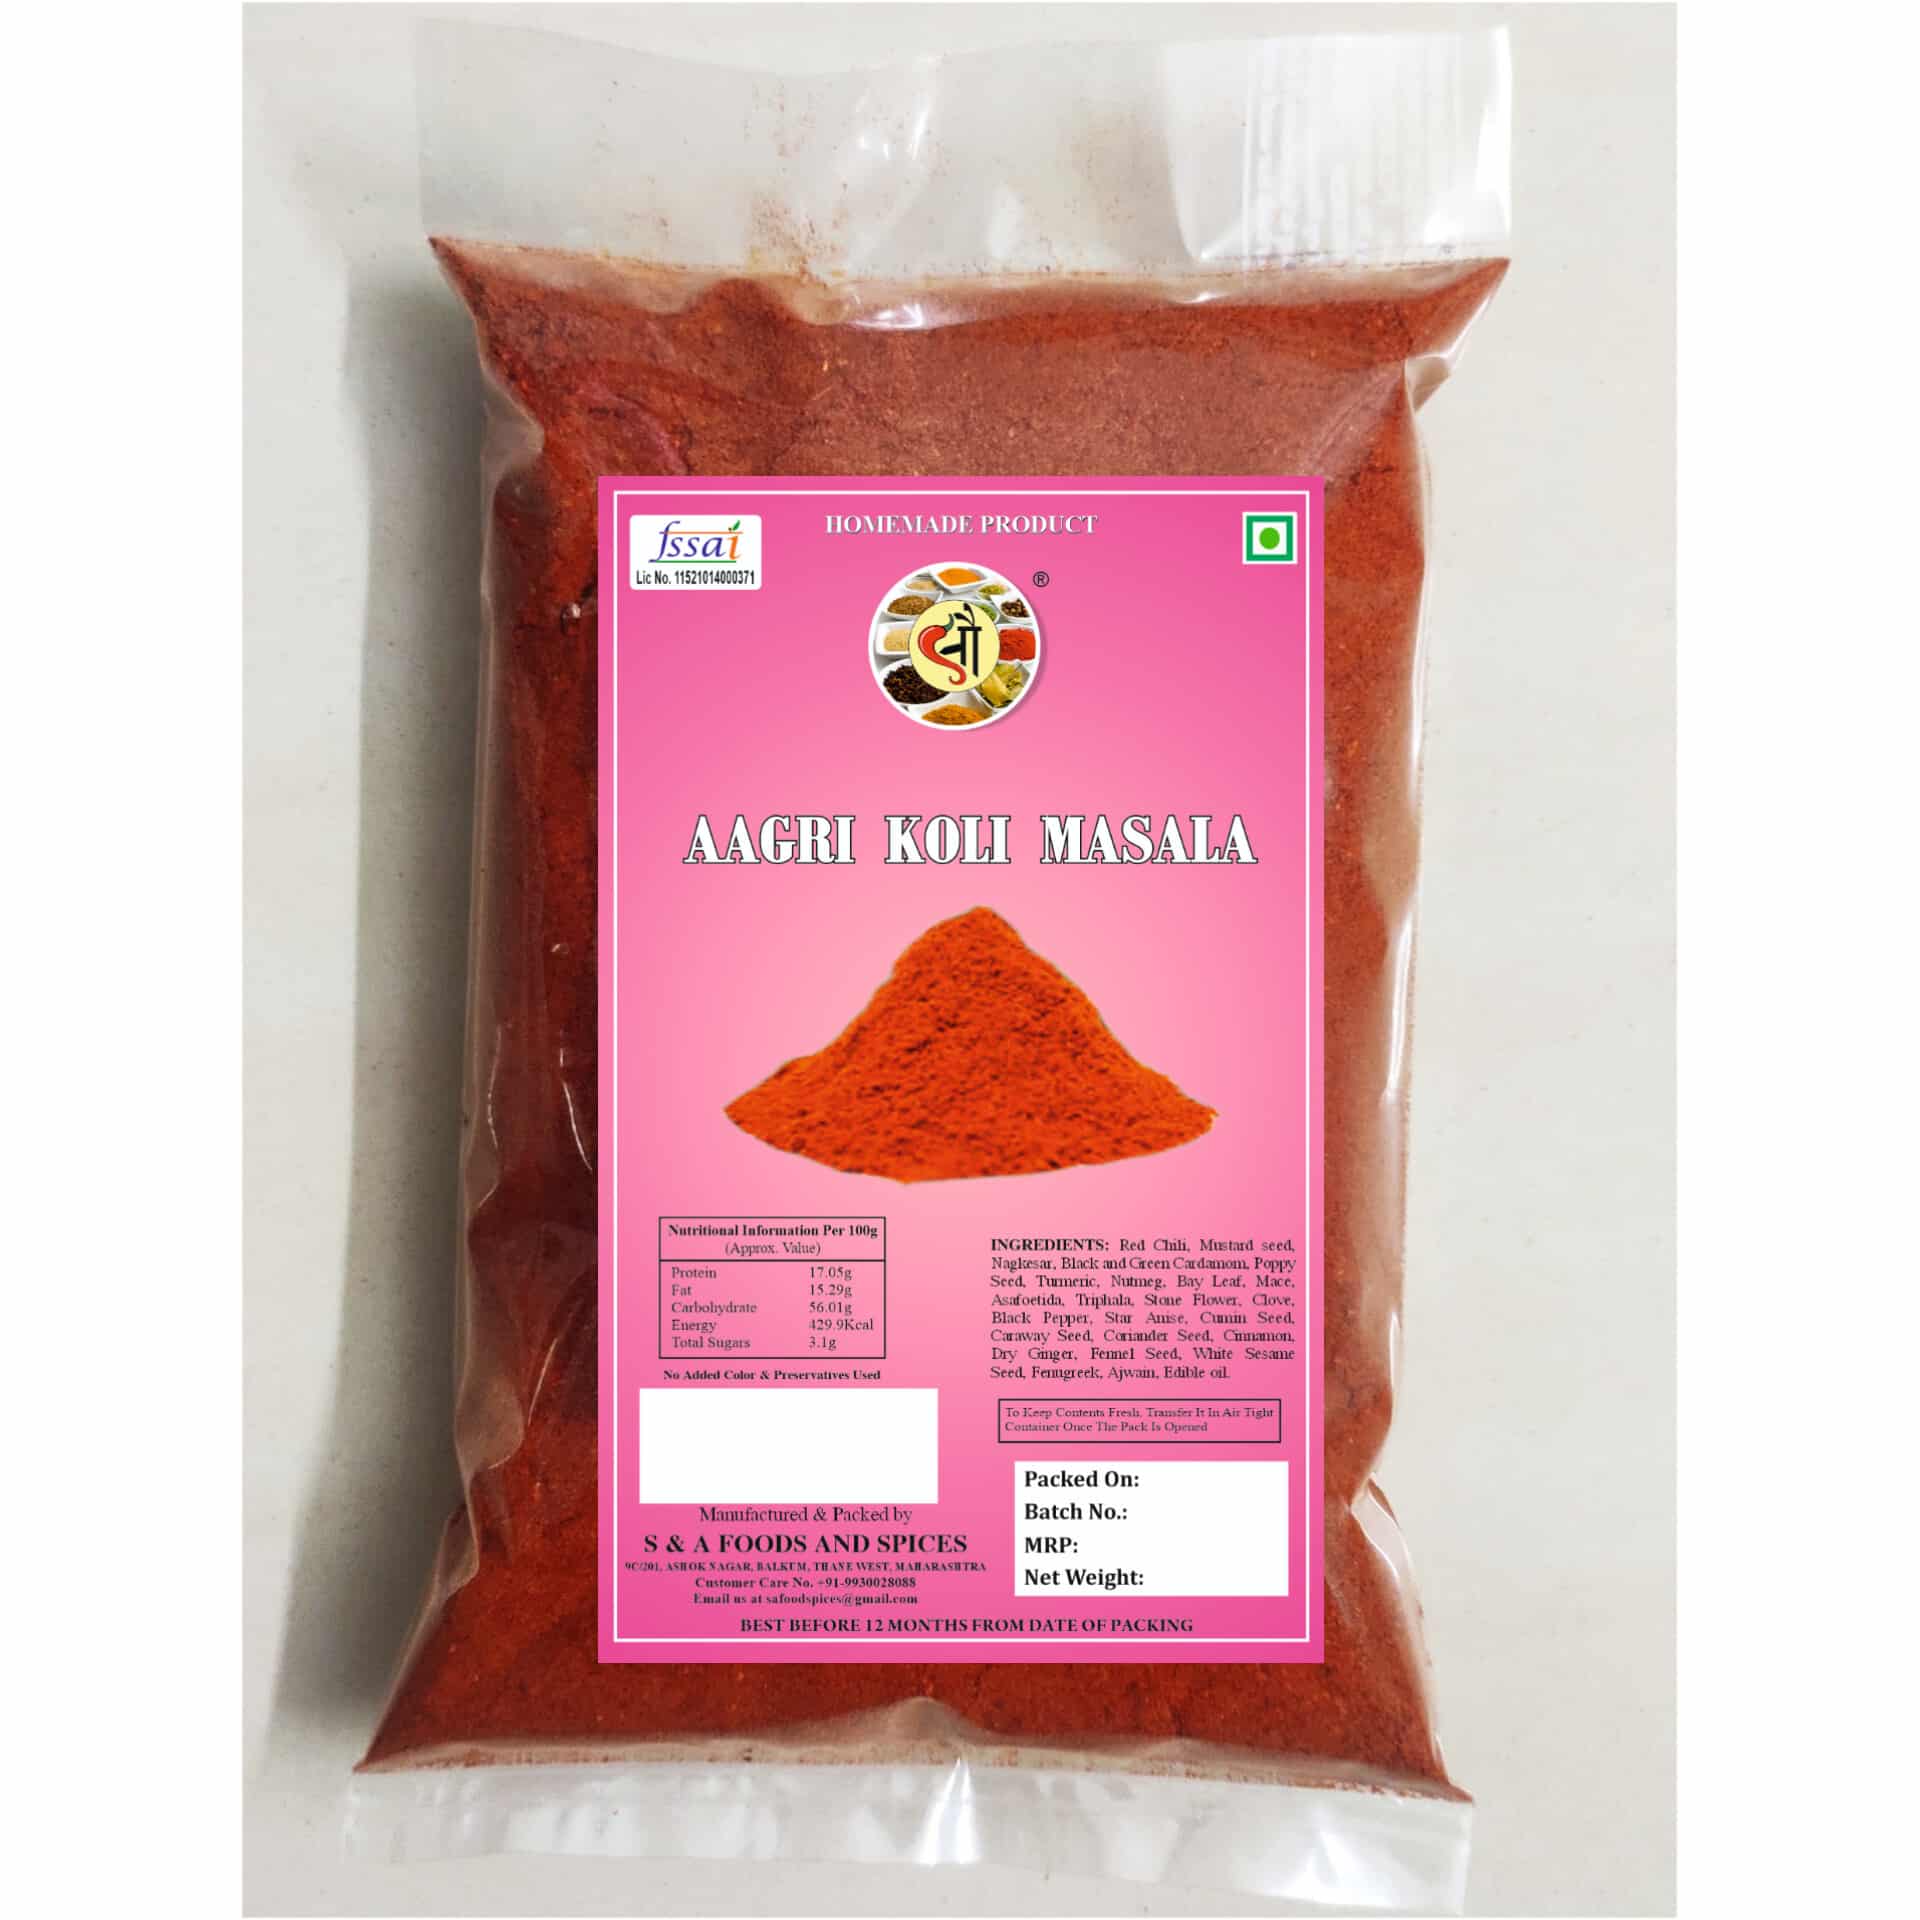 HOMEMADE PRODUCT
fssai
Lic No. 11521014000371
®
सौ
AAGRI KOLI MASALA
Nutritional Information Per 100g
(Approx. Value)
Protein 17.05g
Fat 15.29g
Carbohydrate 56.01g
Energy 429.9Kcal
Total Sugars 3.1g
No Added Color & Preservatives Used
INGREDIENTS: Red Chili, Mustard seed,
Nagkesar, Black and Green Cardamom, Poppy
Seed, Turmeric, Nutmeg, Bay Leaf, Mace,
Asafoetida, Triphala, Stone Flower, Clove,
Black Pepper, Star Anise, Cumin Seed,
Caraway Seed, Coriander Seed, Cinnamon,
Dry Ginger, Fennel Seed, White Sesame
Seed, Fenugreek, Ajwain, Edible oil.
To Keep Contents Fresh, Transfer It In Air Tight
Container Once The Pack Is Opened
Manufactured & Packed by
S & A FOODS AND SPICES
9C/201, ASHOK NAGAR, BALKUM, THANE WEST, MAHARASHTRA
Customer Care No. +91-9930028088
Email us at safoodspices@gmail.com
Packed On:
Batch No.:
MRP:
Net Weight:
BEST BEFORE 12 MONTHS FROM DATE OF PACKING